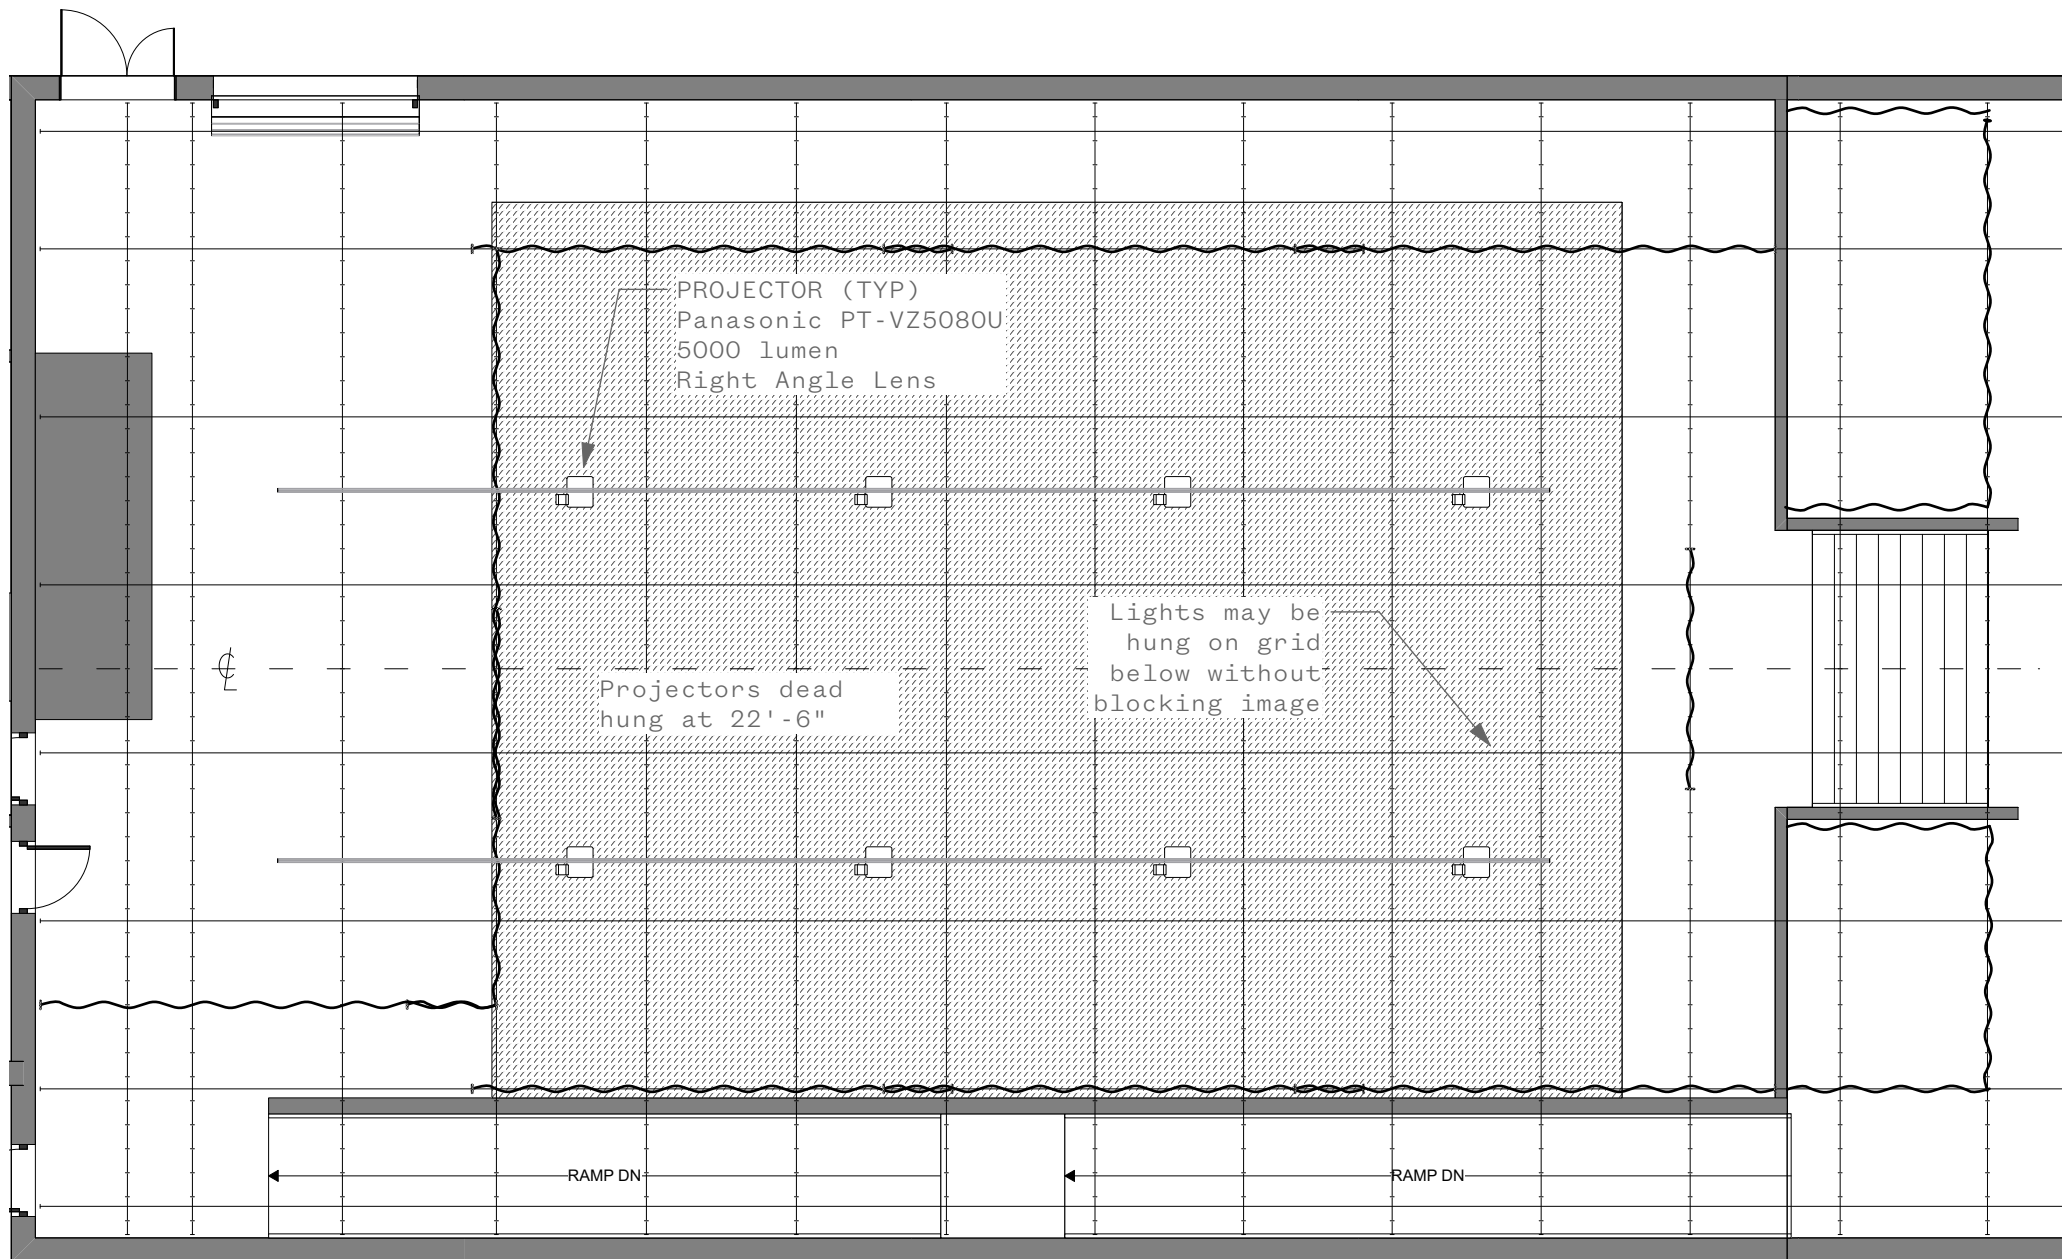 PROJECTOR (TYP)
Panasonic PT-VZ5080U
5000 lumen
Right Angle Lens
Lights may be
hung on grid
below without
blocking image
℄
Projectors dead
hung at 22'-6"
RAMP DN
RAMP DN